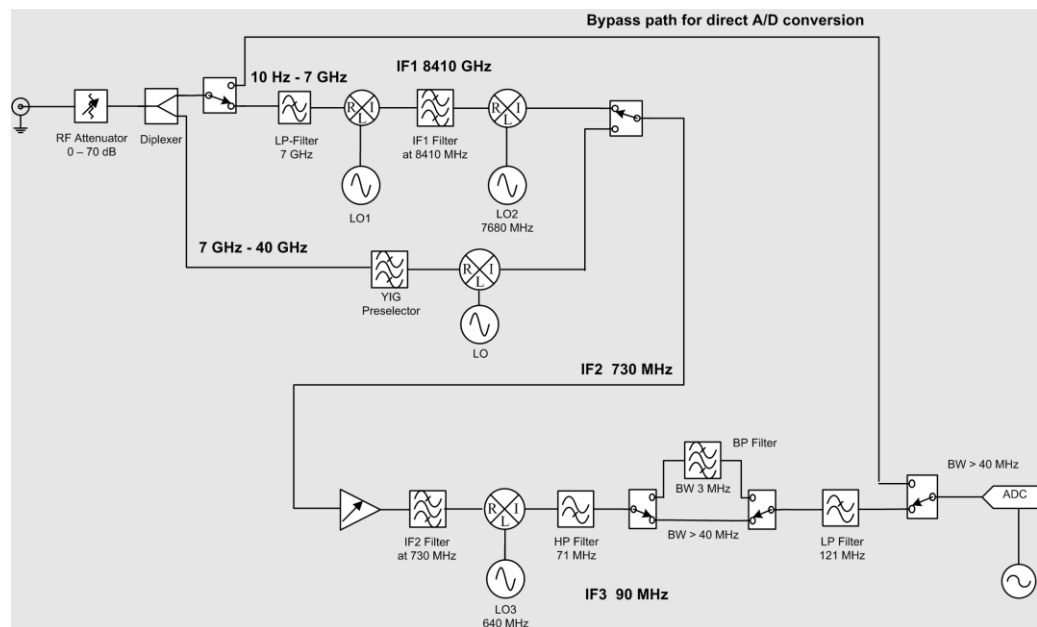 Bypass path for direct A/D conversion
10 Hz - 7 GHz
IF1 8410 GHz
R
I
L
R
I
L
RF Attenuator
0 – 70 dB
Diplexer
LP-Filter
7 GHz
IF1 Filter
at 8410 MHz
LO1
LO2
7680 MHz
7 GHz - 40 GHz
R
I
L
YIG
Preselector
LO
IF2 730 MHz
BP Filter
BW 3 MHz
BW > 40 MHz
ADC
R
I
L
IF2 Filter
at 730 MHz
HP Filter
71 MHz
BW > 40 MHz
LP Filter
121 MHz
LO3
640 MHz
IF3 90 MHz